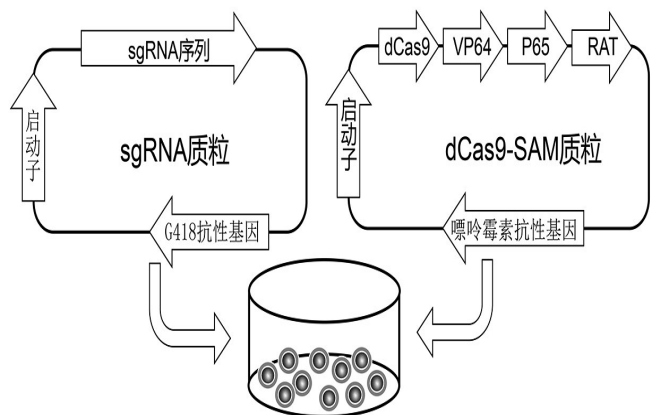 sgRNA序列
启动子
sgRNA质粒
G418抗性基因
dCas9
VP64
P65
RAT
启动子
dCas9-SAM质粒
嘌呤霉素抗性基因